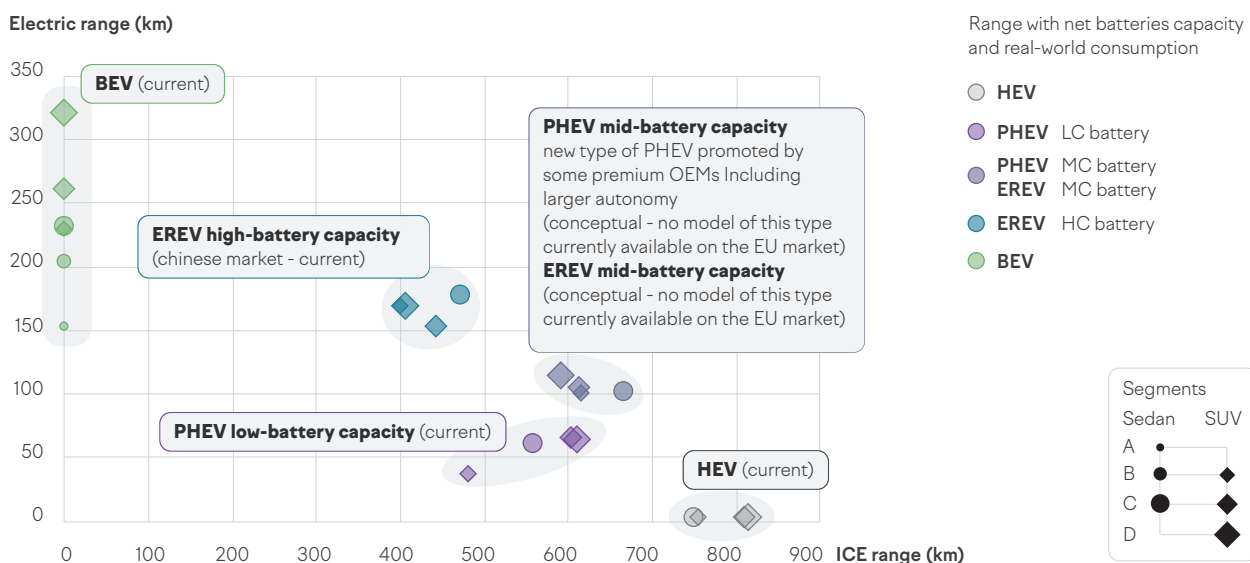 Electric range (km)
Range with net batteries capacity
and real-world consumption
350
300
250
200
150
100
50
0
BEV (current)
EREV high-battery capacity
(chinese market - current)
PHEV mid-battery capacity
new type of PHEV promoted by
some premium OEMs Including
larger autonomy
(conceptual - no model of this type
currently available on the EU market)
EREV mid-battery capacity
(conceptual - no model of this type
currently available on the EU market)
PHEV low-battery capacity (current)
HEV (current)
0 100 200 300 400 500 600 700 800 900 ICE range (km)
HEV
PHEV LC battery
PHEV MC battery
EREV MC battery
EREV HC battery
BEV
Segments
Sedan SUV
A
B
C
D